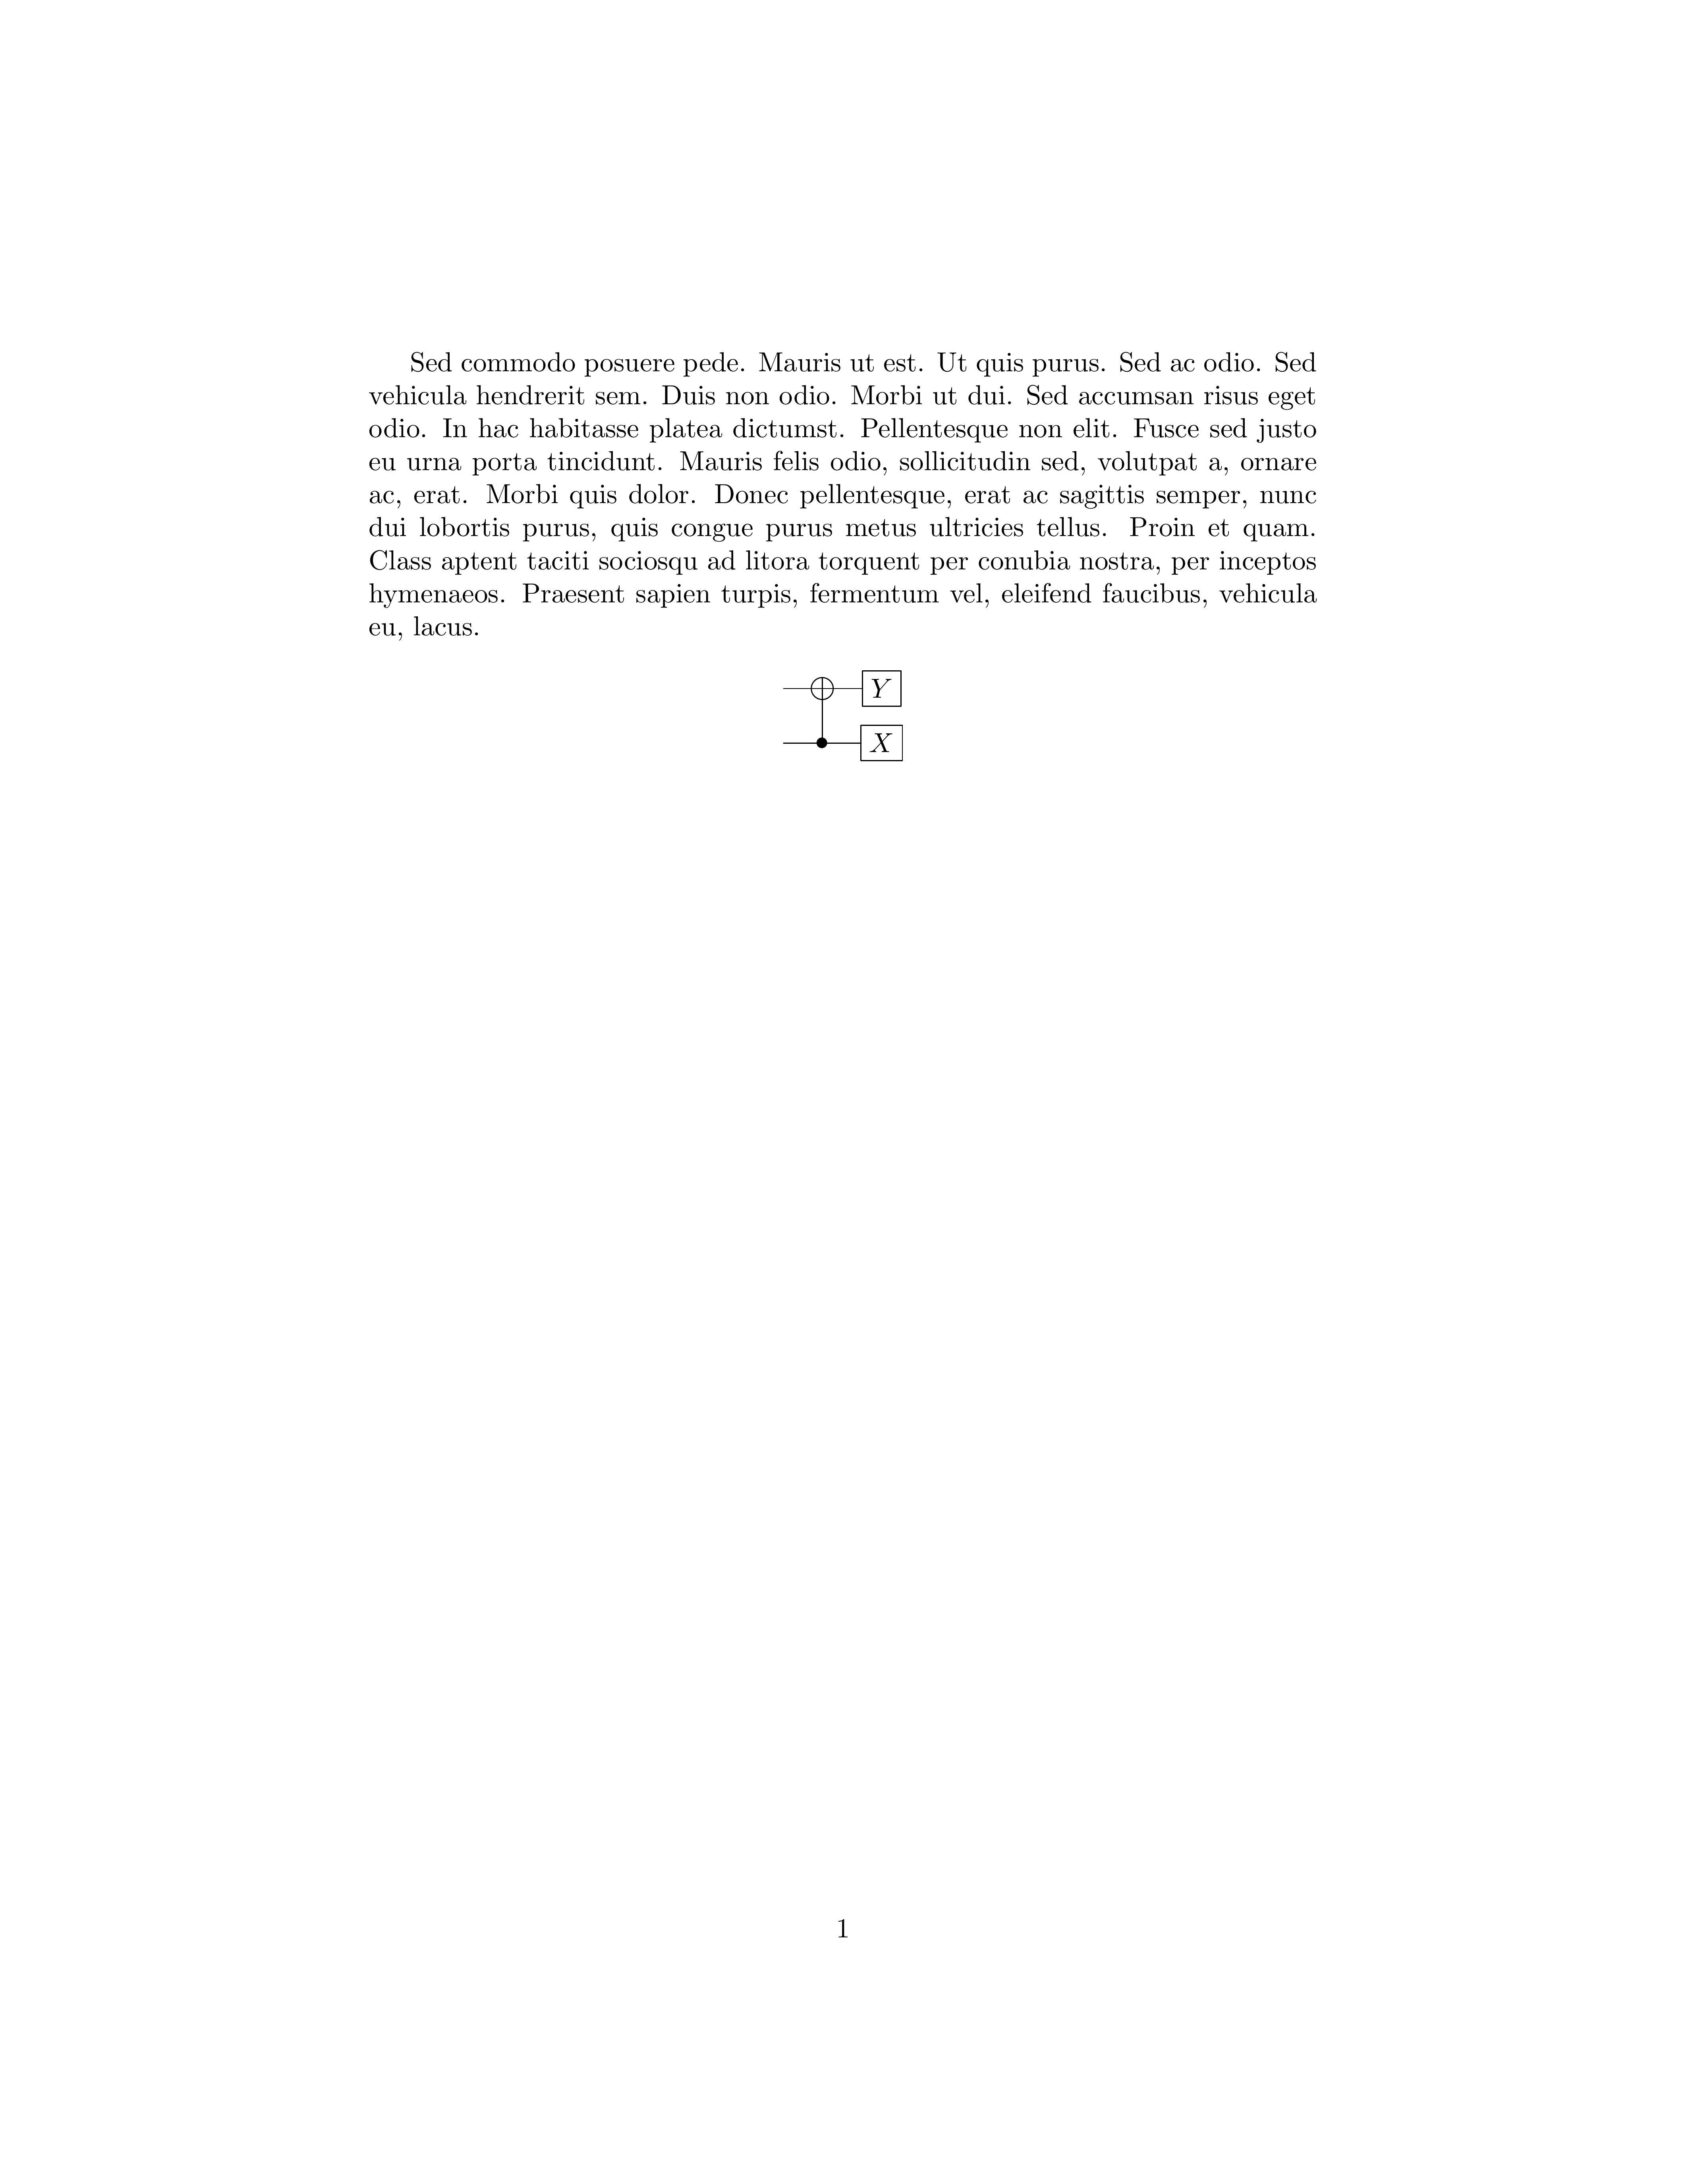 Sed commodo posuere pede. Mauris ut est. Ut quis purus. Sed ac odio. Sed
vehicula hendrerit sem. Duis non odio. Morbi ut dui. Sed accumsan risus eget
odio. In hac habitasse platea dictumst. Pellentesque non elit. Fusce sed justo
eu urna porta tincidunt. Mauris felis odio, sollicitudin sed, volutpat a, ornare
ac, erat. Morbi quis dolor. Donec pellentesque, erat ac sagittis semper, nunc
dui lobortis purus, quis congue purus metus ultricies tellus. Proin et quam.
Class aptent taciti sociosqu ad litora torquent per conubia nostra, per inceptos
hymenaeos. Praesent sapien turpis, fermentum vel, eleifend faucibus, vehicula
eu, lacus.
Y
X
1